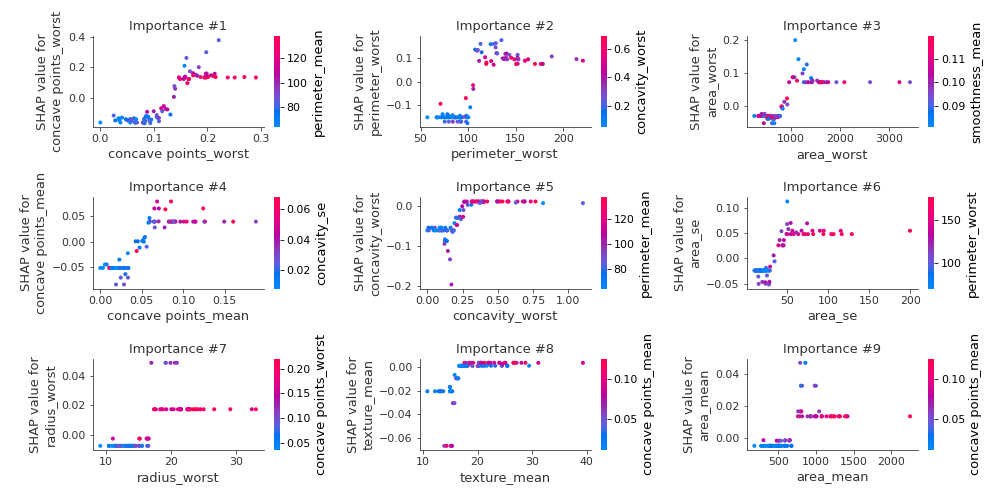 Importance #1
SHAP value for
concave points_worst
0.4
0.2
0.0
0.0
0.1
0.2
0.3
concave points_worst
120
100
80
perimeter_mean
Importance #2
SHAP value for
perimeter_worst
0.1
0.0
−0.1
50
100
150
200
perimeter_worst
0.6
0.4
0.2
concavity_worst
Importance #3
SHAP value for
area_worst
0.2
0.1
0.0
1000
2000
3000
area_worst
0.11
0.10
0.09
smoothness_mean
Importance #4
SHAP value for
concave points_mean
0.05
0.00
−0.05
0.00
0.05
0.10
0.15
concave points_mean
0.06
0.04
0.02
concavity_se
Importance #5
SHAP value for
concavity_worst
0.0
−0.1
−0.2
0.00
0.25
0.50
0.75
1.00
concavity_worst
120
100
80
perimeter_mean
Importance #6
SHAP value for
area_se
0.10
0.05
0.00
−0.05
0
50
100
150
200
area_se
150
100
perimeter_worst
Importance #7
SHAP value for
radius_worst
0.04
0.02
0.00
10
20
30
radius_worst
0.20
0.15
0.10
0.05
concave points_worst
Importance #8
SHAP value for
texture_mean
0.00
−0.02
−0.04
−0.06
10
20
30
40
texture_mean
0.10
0.05
concave points_mean
Importance #9
SHAP value for
area_mean
0.04
0.02
0.00
500
1000
1500
2000
area_mean
0.10
0.05
concave points_mean